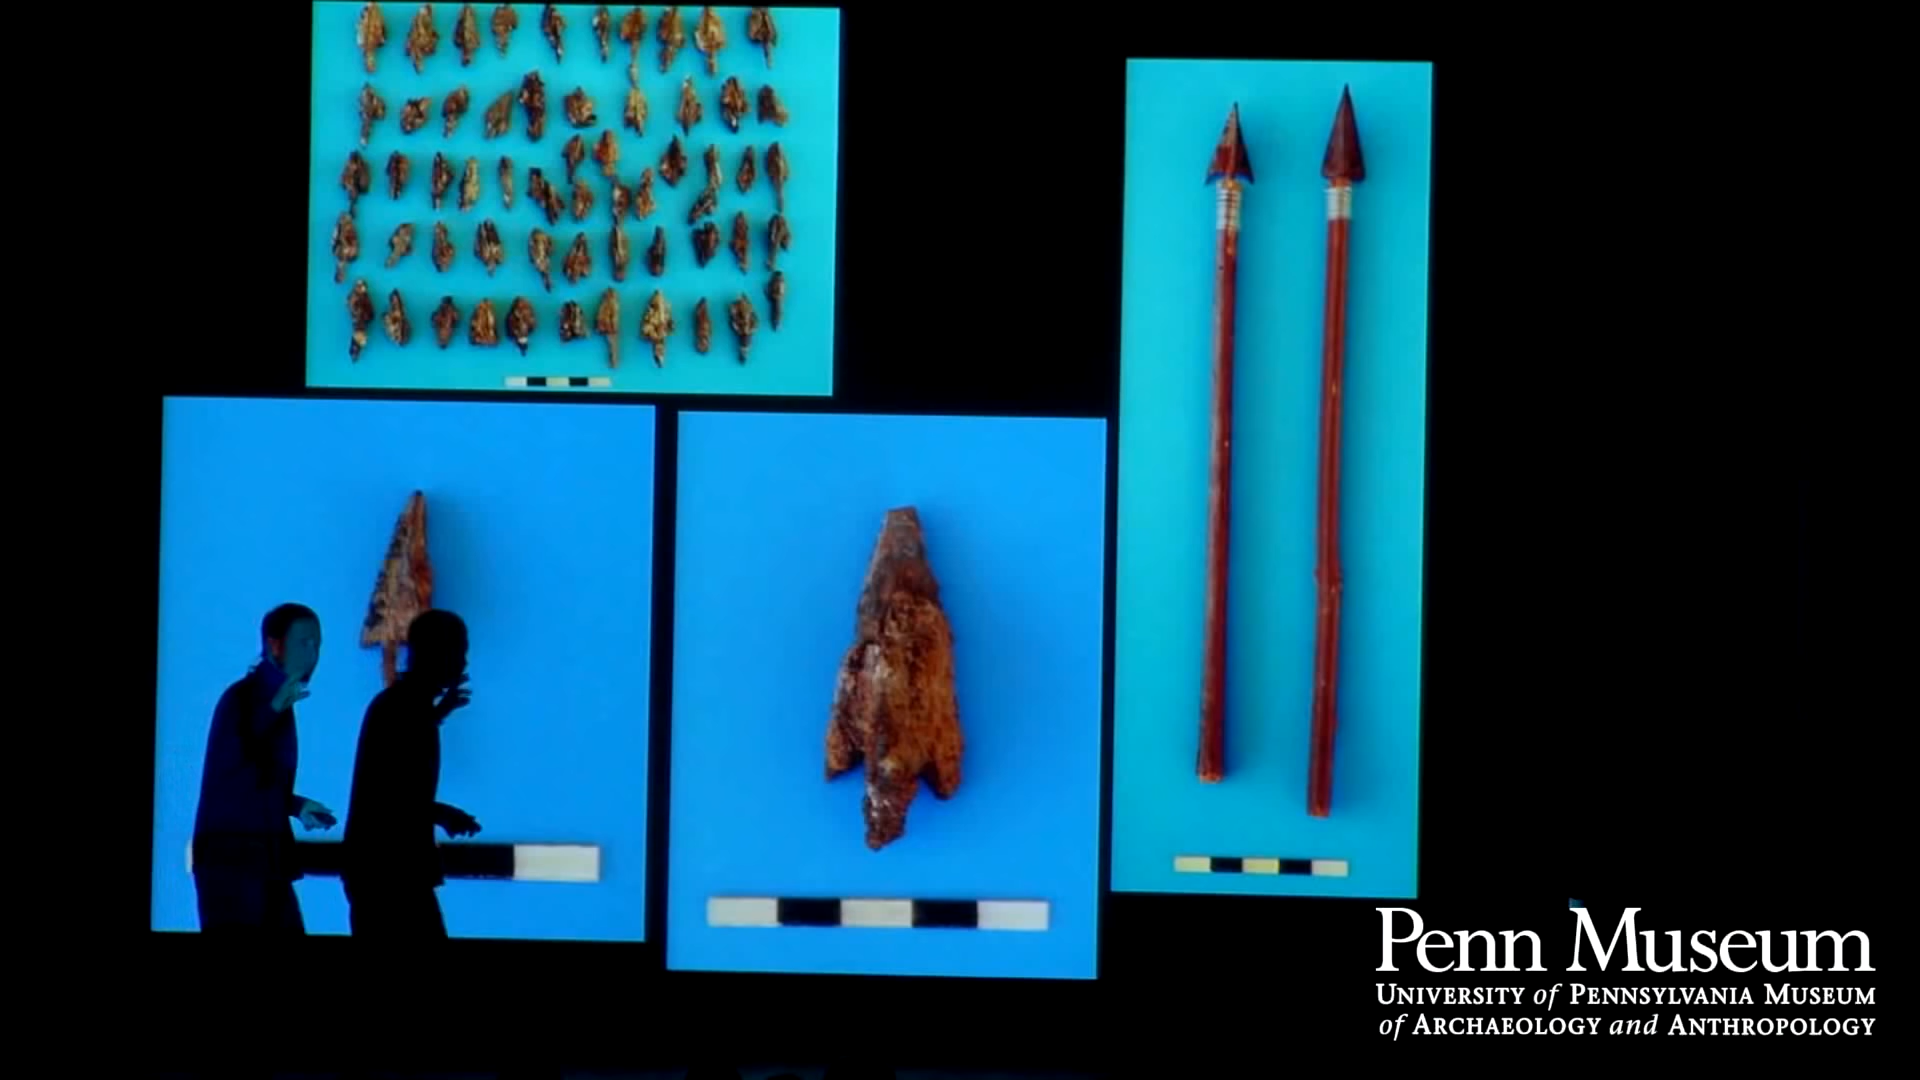 Penn Museum
UNIVERSITY of PENNSYLVANIA MUSEUM
of ARCHAEOLOGY and ANTHROPOLOGY